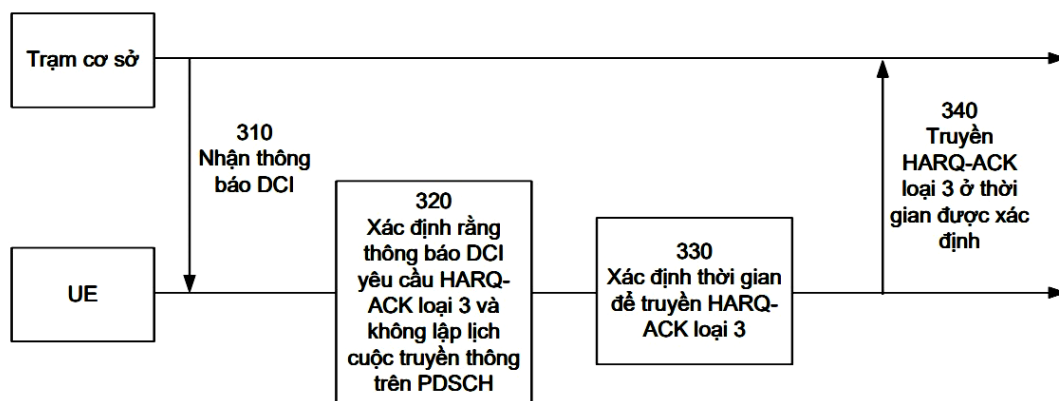 Trạm cơ sở
310
Nhận thông
báo DCI
340
Truyền
HARQ-ACK
loại 3 ở thời
gian được xác
định
UE
320
Xác định rằng
thông báo DCI
yêu cầu HARQ-
ACK loại 3 và
không lập lịch
cuộc truyền thông
trên PDSCH
330
Xác định thời gian
để truyền HARQ-
ACK loại 3